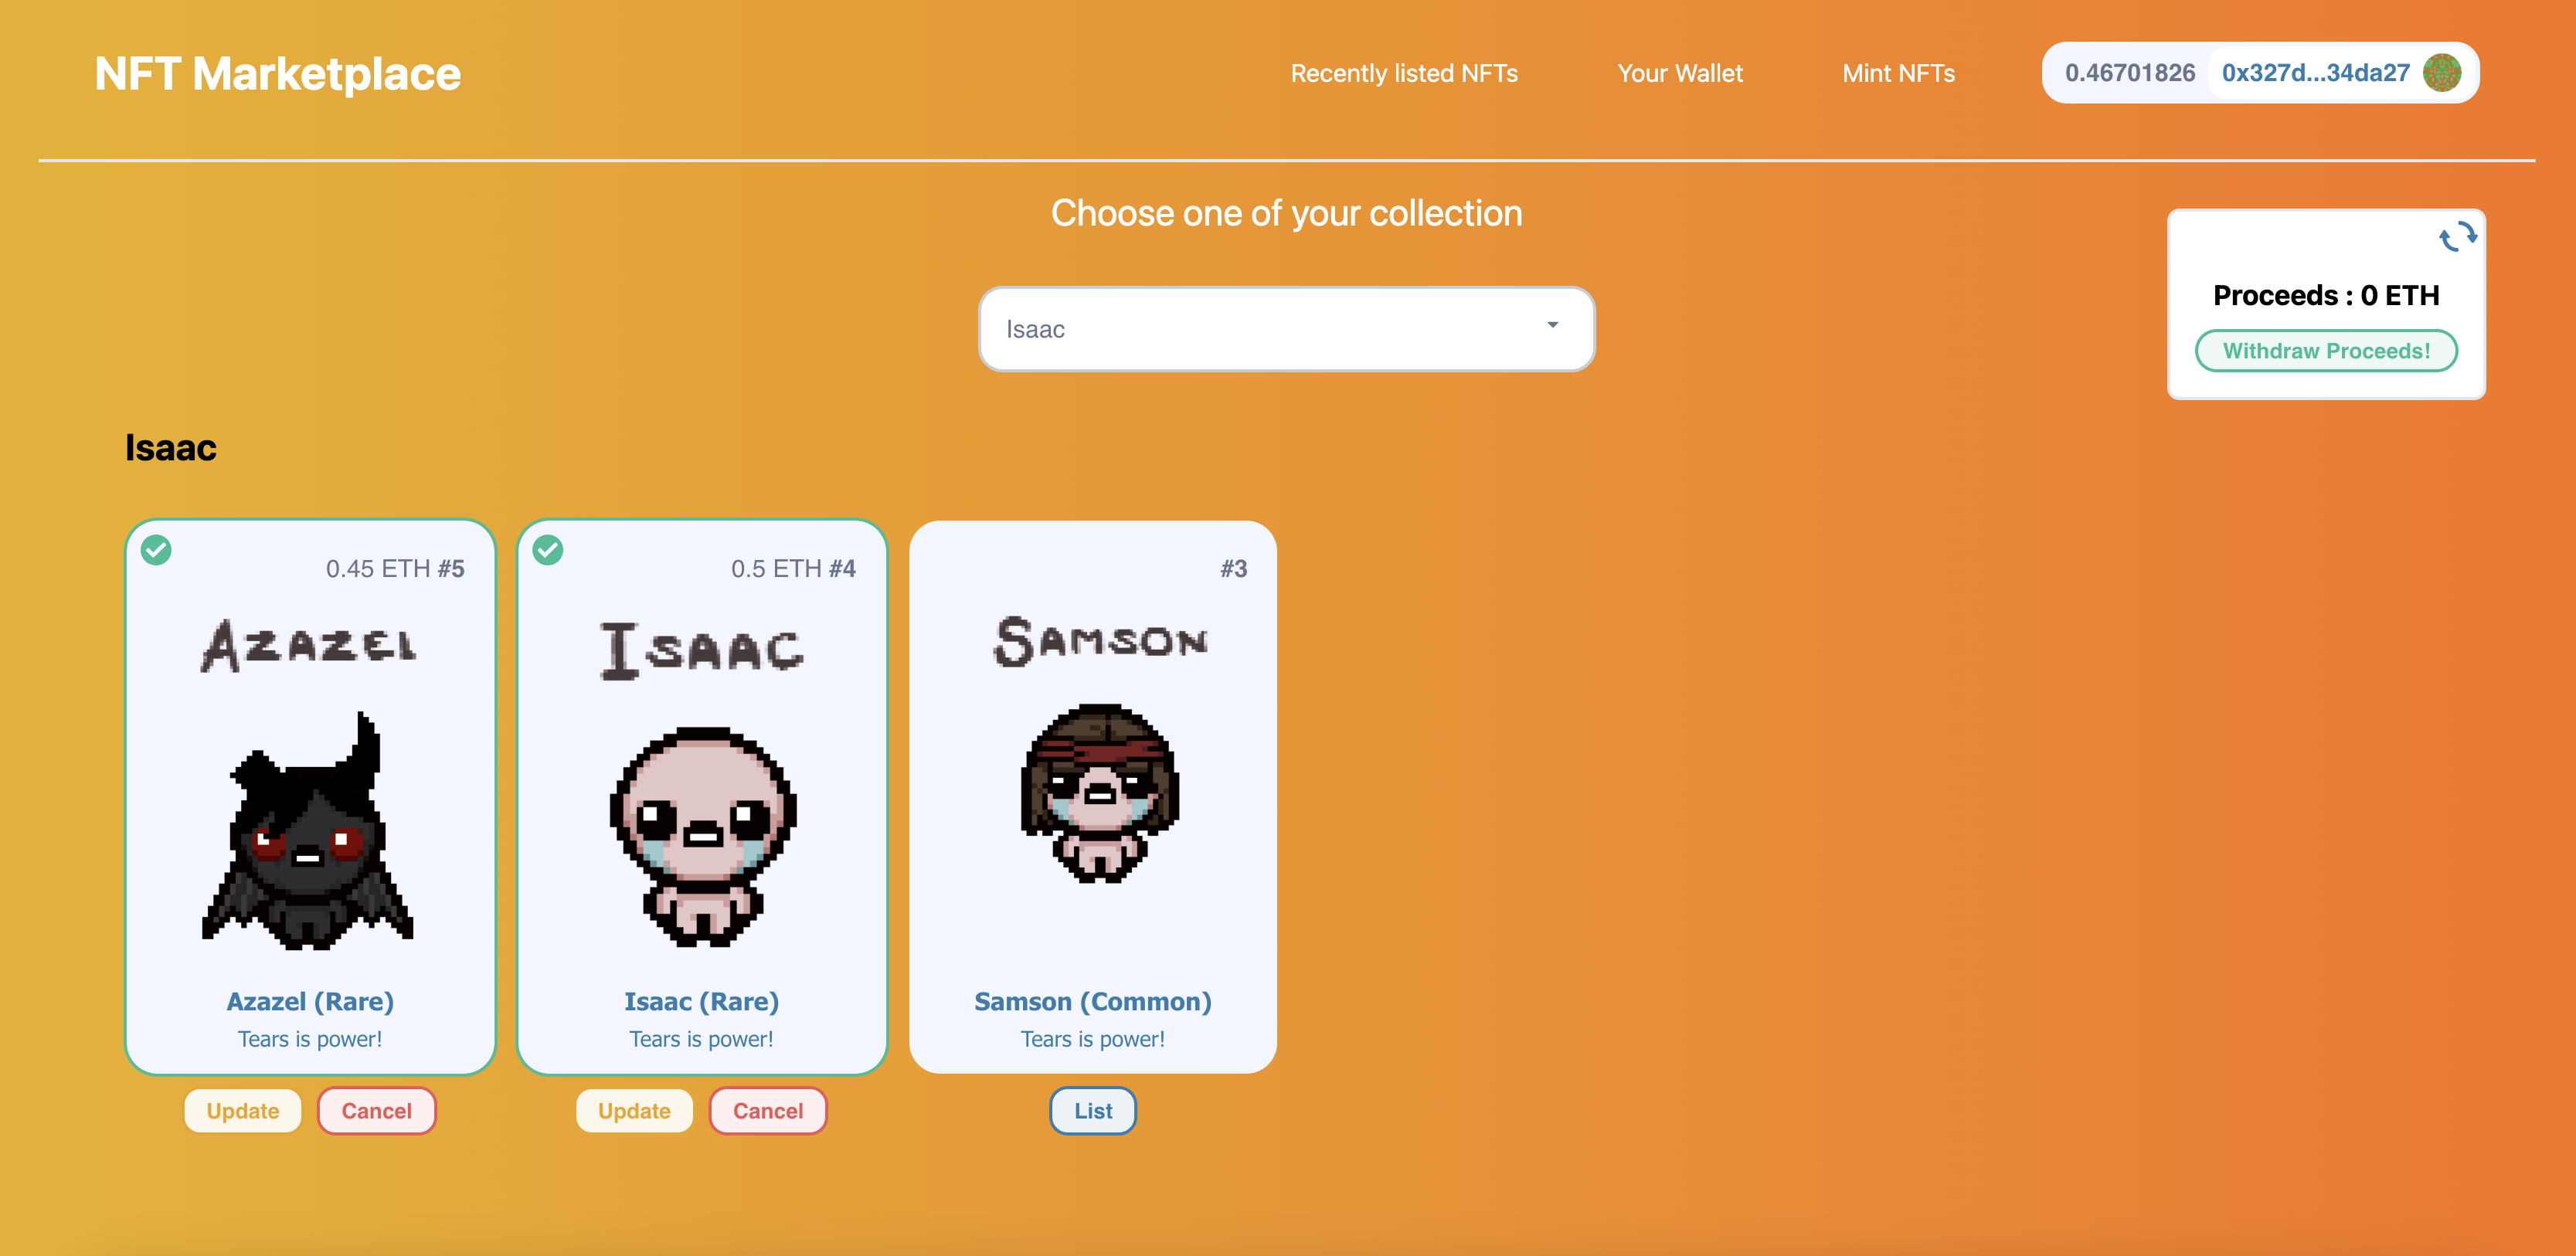 NFT Marketplace
Recently listed NFTs
Your Wallet
Mint NFTs
0.46701826
0x327d...34da27
Choose one of your collection
Isaac
Proceeds : 0 ETH
Withdraw Proceeds!
Isaac
0.45 ETH #5
AZAZEL
Azazel (Rare)
Tears is power!
Update
Cancel
0.5 ETH #4
ISAAC
Isaac (Rare)
Tears is power!
Update
Cancel
#3
SAMSON
Samson (Common)
Tears is power!
List